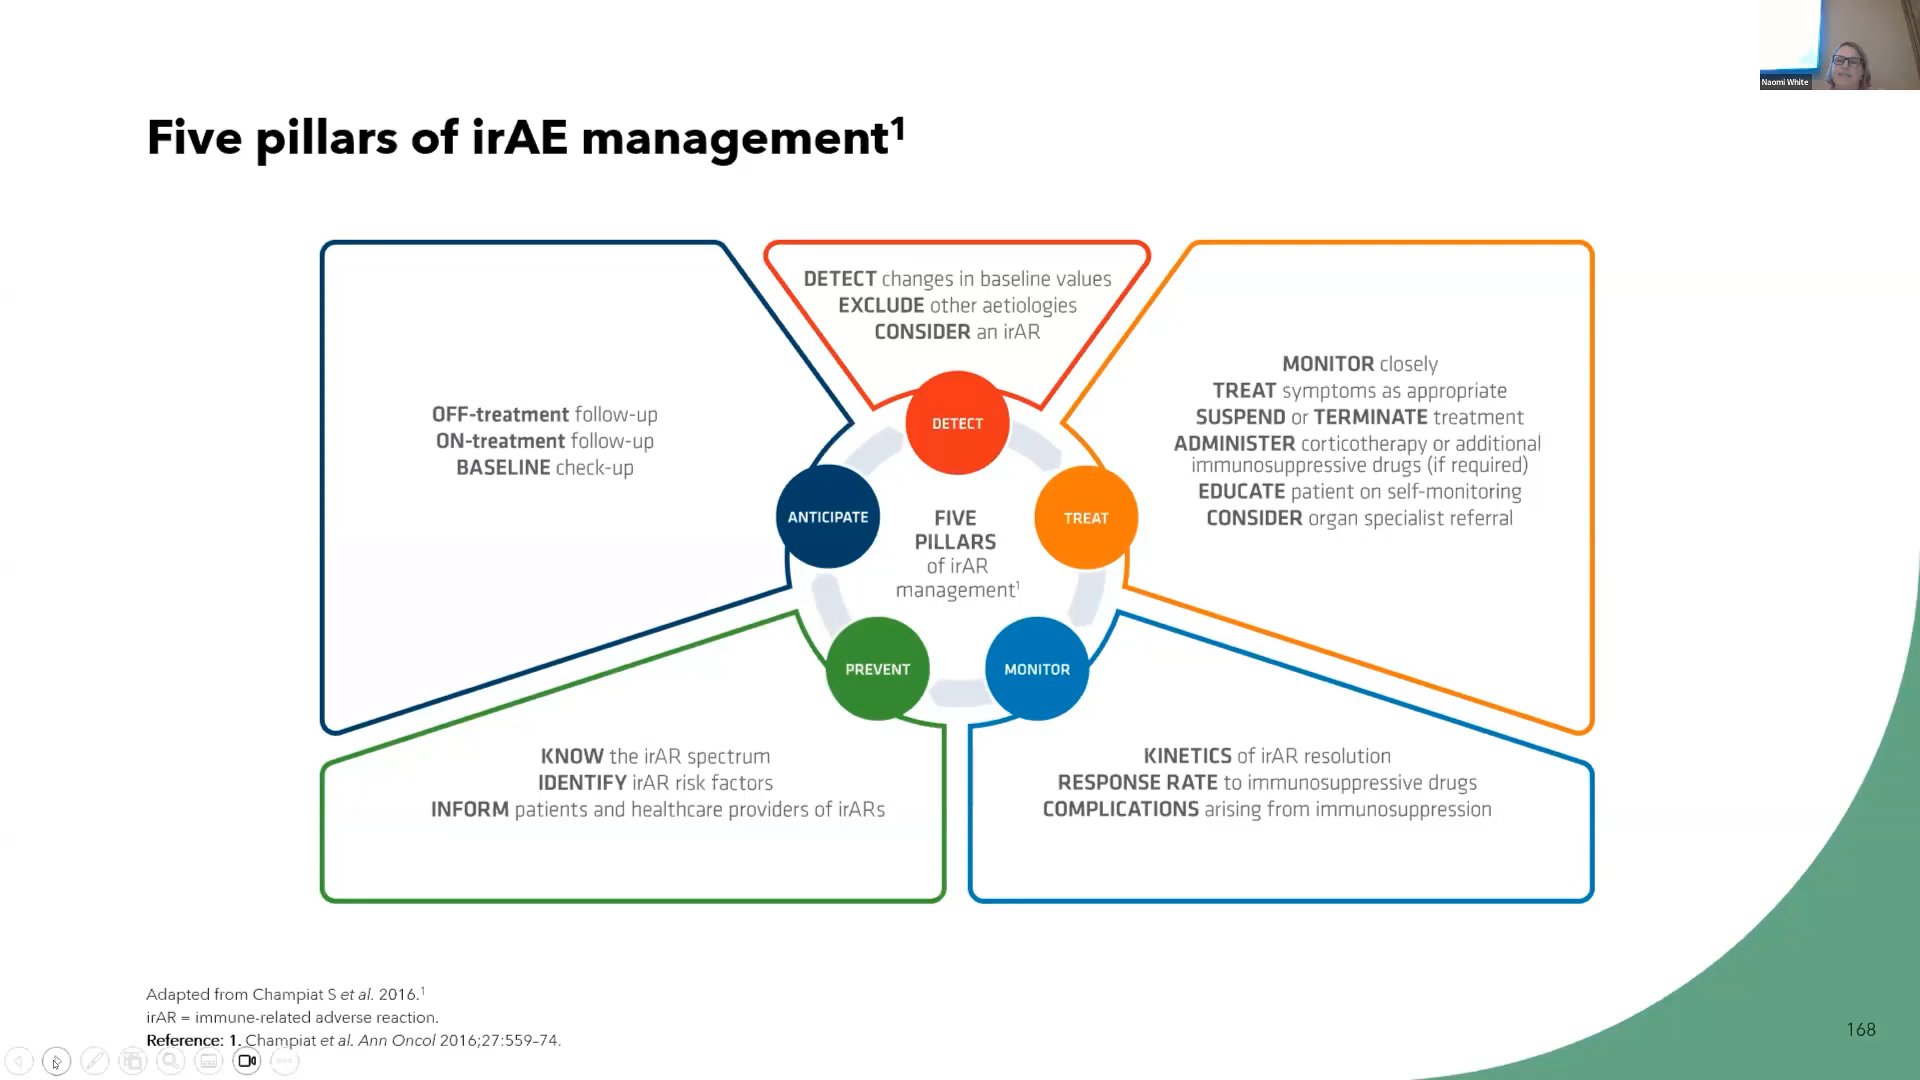 Naomi White
Five pillars of irAE management¹
DETECT changes in baseline values
EXCLUDE other aetiologies
CONSIDER an irAR
MONITOR closely
TREAT symptoms as appropriate
SUSPEND or TERMINATE treatment
ADMINISTER corticotherapy or additional
immunosuppressive drugs (if required)
EDUCATE patient on self-monitoring
CONSIDER organ specialist referral
OFF-treatment follow-up
ON-treatment follow-up
BASELINE check-up
DETECT
ANTICIPATE
TREAT
FIVE
PILLARS
of irAR
management¹
PREVENT
MONITOR
KNOW the irAR spectrum
IDENTIFY irAR risk factors
INFORM patients and healthcare providers of irARs
KINETICS of irAR resolution
RESPONSE RATE to immunosuppressive drugs
COMPLICATIONS arising from immunosuppression
Adapted from Champiat S et al. 2016.¹
irAR = immune-related adverse reaction.
Reference: 1. Champiat et al. Ann Oncol 2016;27:559–74.
168